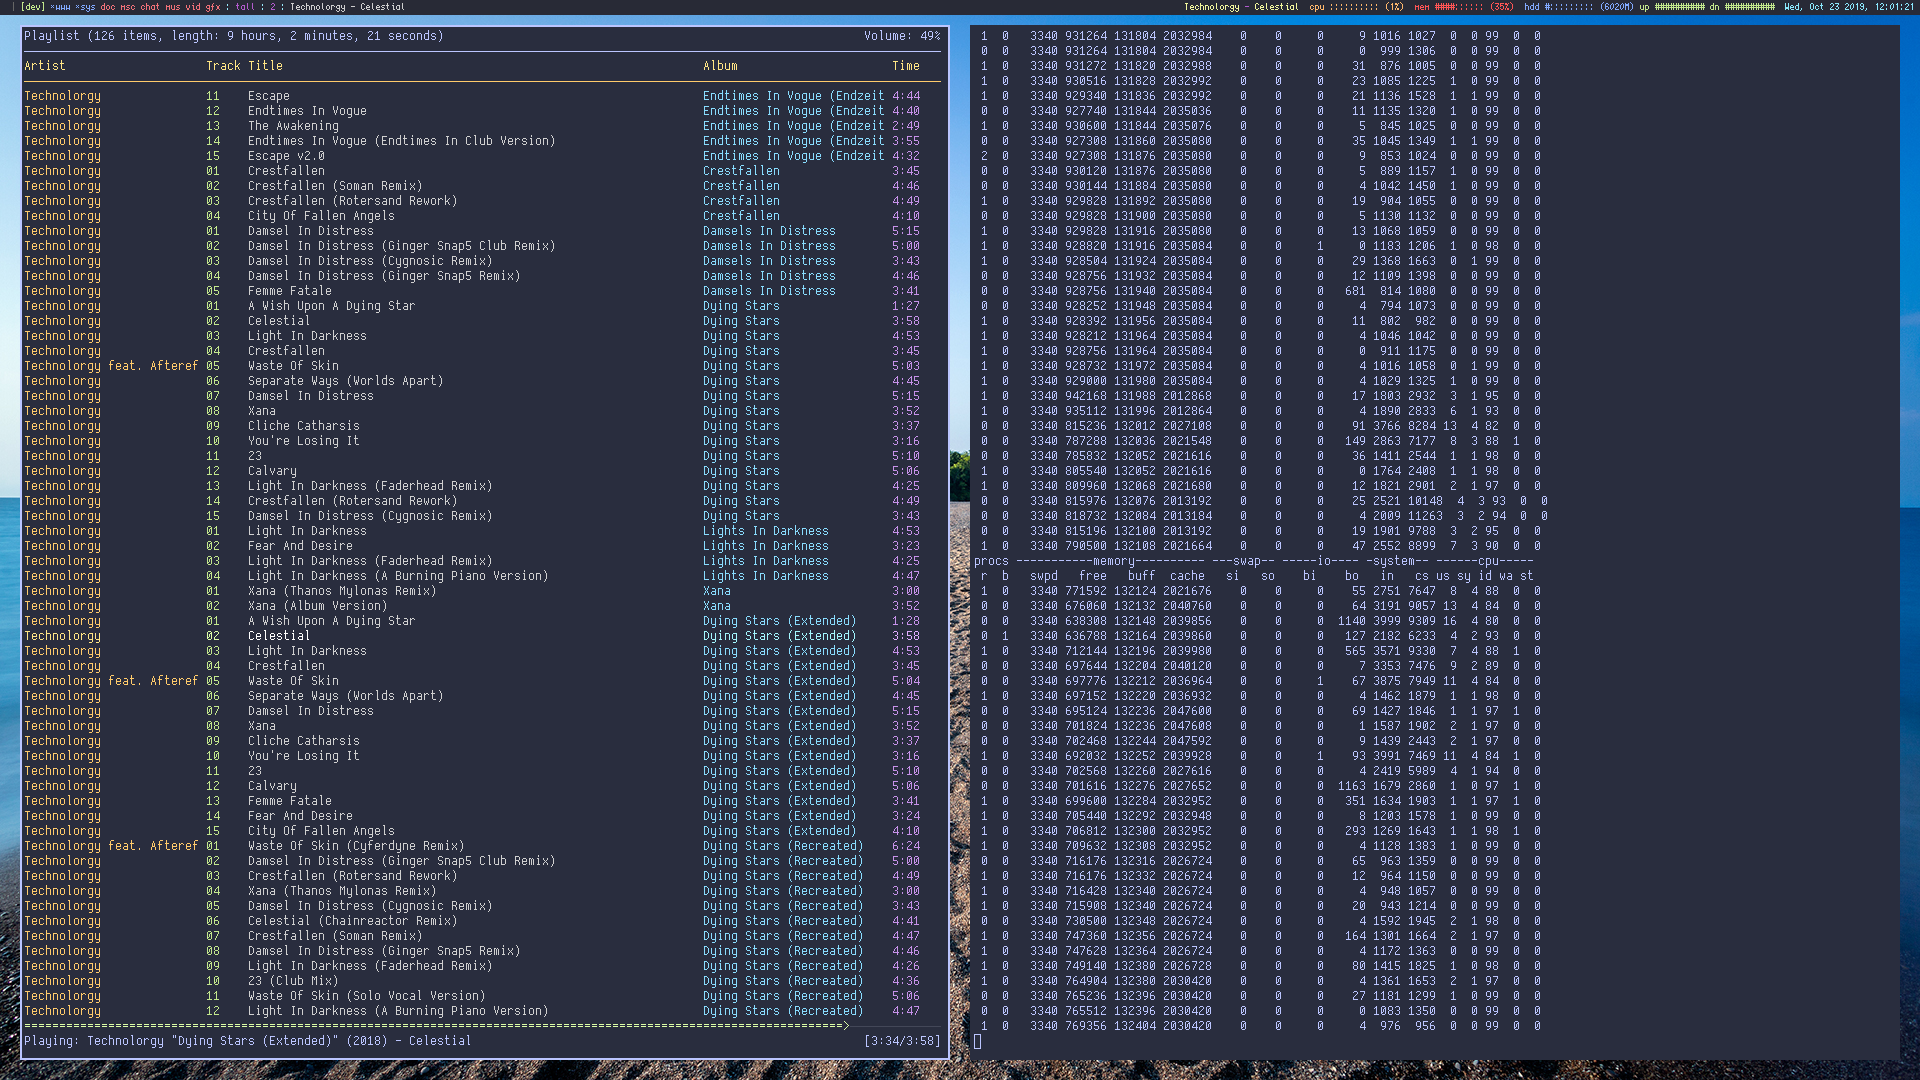 [dev] *www *sys doc msc chat mus vid gfx : tall : 2 : Technolorgy - Celestial
Technolorgy - Celestial cpu :::::::::: (1%) mem ####:::::: (35%) hdd #::::::::: (6020M) up ########## dn ########## Wed, Oct 23 2019, 12:01:21
Playlist (126 items, length: 9 hours, 2 minutes, 21 seconds) Volume: 49%
Artist Track Title Album Time
Technolorgy 11 Escape Endtimes In Vogue (Endzeit 4:44
Technolorgy 12 Endtimes In Vogue Endtimes In Vogue (Endzeit 4:40
Technolorgy 13 The Awakening Endtimes In Vogue (Endzeit 2:49
Technolorgy 14 Endtimes In Vogue (Endtimes In Club Version) Endtimes In Vogue (Endzeit 3:55
Technolorgy 15 Escape v2.0 Endtimes In Vogue (Endzeit 4:32
Technolorgy 01 Crestfallen Crestfallen 3:45
Technolorgy 02 Crestfallen (Soman Remix) Crestfallen 4:46
Technolorgy 03 Crestfallen (Rotersand Rework) Crestfallen 4:49
Technolorgy 04 City Of Fallen Angels Crestfallen 4:10
Technolorgy 01 Damsel In Distress Damsels In Distress 5:15
Technolorgy 02 Damsel In Distress (Ginger Snap5 Club Remix) Damsels In Distress 5:00
Technolorgy 03 Damsel In Distress (Cygnosic Remix) Damsels In Distress 3:43
Technolorgy 04 Damsel In Distress (Ginger Snap5 Remix) Damsels In Distress 4:46
Technolorgy 05 Femme Fatale Damsels In Distress 3:41
Technolorgy 01 A Wish Upon A Dying Star Dying Stars 1:27
Technolorgy 02 Celestial Dying Stars 3:58
Technolorgy 03 Light In Darkness Dying Stars 4:53
Technolorgy 04 Crestfallen Dying Stars 3:45
Technolorgy feat. Afteref 05 Waste Of Skin Dying Stars 5:03
Technolorgy 06 Separate Ways (Worlds Apart) Dying Stars 4:45
Technolorgy 07 Damsel In Distress Dying Stars 5:15
Technolorgy 08 Xana Dying Stars 3:52
Technolorgy 09 Cliche Catharsis Dying Stars 3:37
Technolorgy 10 You're Losing It Dying Stars 3:16
Technolorgy 11 23 Dying Stars 5:10
Technolorgy 12 Calvary Dying Stars 5:06
Technolorgy 13 Light In Darkness (Faderhead Remix) Dying Stars 4:25
Technolorgy 14 Crestfallen (Rotersand Rework) Dying Stars 4:49
Technolorgy 15 Damsel In Distress (Cygnosic Remix) Dying Stars 3:43
Technolorgy 01 Light In Darkness Lights In Darkness 4:53
Technolorgy 02 Fear And Desire Lights In Darkness 3:23
Technolorgy 03 Light In Darkness (Faderhead Remix) Lights In Darkness 4:25
Technolorgy 04 Light In Darkness (A Burning Piano Version) Lights In Darkness 4:47
Technolorgy 01 Xana (Thanos Mylonas Remix) Xana 3:00
Technolorgy 02 Xana (Album Version) Xana 3:52
Technolorgy 01 A Wish Upon A Dying Star Dying Stars (Extended) 1:28
Technolorgy 02 Celestial Dying Stars (Extended) 3:58
Technolorgy 03 Light In Darkness Dying Stars (Extended) 4:53
Technolorgy 04 Crestfallen Dying Stars (Extended) 3:45
Technolorgy feat. Afteref 05 Waste Of Skin Dying Stars (Extended) 5:04
Technolorgy 06 Separate Ways (Worlds Apart) Dying Stars (Extended) 4:45
Technolorgy 07 Damsel In Distress Dying Stars (Extended) 5:15
Technolorgy 08 Xana Dying Stars (Extended) 3:52
Technolorgy 09 Cliche Catharsis Dying Stars (Extended) 3:37
Technolorgy 10 You're Losing It Dying Stars (Extended) 3:16
Technolorgy 11 23 Dying Stars (Extended) 5:10
Technolorgy 12 Calvary Dying Stars (Extended) 5:06
Technolorgy 13 Femme Fatale Dying Stars (Extended) 3:41
Technolorgy 14 Fear And Desire Dying Stars (Extended) 3:24
Technolorgy 15 City Of Fallen Angels Dying Stars (Extended) 4:10
Technolorgy feat. Afteref 01 Waste Of Skin (Cyferdyne Remix) Dying Stars (Recreated) 6:24
Technolorgy 02 Damsel In Distress (Ginger Snap5 Club Remix) Dying Stars (Recreated) 5:00
Technolorgy 03 Crestfallen (Rotersand Rework) Dying Stars (Recreated) 4:49
Technolorgy 04 Xana (Thanos Mylonas Remix) Dying Stars (Recreated) 3:00
Technolorgy 05 Damsel In Distress (Cygnosic Remix) Dying Stars (Recreated) 3:43
Technolorgy 06 Celestial (Chainreactor Remix) Dying Stars (Recreated) 4:41
Technolorgy 07 Crestfallen (Soman Remix) Dying Stars (Recreated) 4:47
Technolorgy 08 Damsel In Distress (Ginger Snap5 Remix) Dying Stars (Recreated) 4:46
Technolorgy 09 Light In Darkness (Faderhead Remix) Dying Stars (Recreated) 4:26
Technolorgy 10 23 (Club Mix) Dying Stars (Recreated) 4:36
Technolorgy 11 Waste Of Skin (Solo Vocal Version) Dying Stars (Recreated) 5:06
Technolorgy 12 Light In Darkness (A Burning Piano Version) Dying Stars (Recreated) 4:47
Playing: Technolorgy "Dying Stars (Extended)" (2018) - Celestial [3:34/3:58]
1 0 3340 931264 131804 2032984 0 0 0 9 1016 1027 0 0 99 0 0
0 0 3340 931264 131804 2032984 0 0 0 0 999 1306 0 0 99 0 0
1 0 3340 931272 131820 2032988 0 0 0 31 876 1005 0 0 99 0 0
1 0 3340 930516 131824 2032992 0 0 0 23 1085 1225 1 0 99 0 0
1 0 3340 929340 131836 2032992 0 0 0 21 1136 1528 1 1 99 0 0
0 0 3340 927740 131844 2035036 0 0 0 11 1135 1320 1 0 99 0 0
1 0 3340 930600 131844 2035076 0 0 0 5 845 1025 0 0 99 0 0
0 0 3340 927308 131860 2035080 0 0 0 35 1045 1349 1 1 99 0 0
2 0 3340 927308 131876 2035080 0 0 0 9 853 1024 0 0 99 0 0
0 0 3340 930120 131876 2035080 0 0 0 5 889 1157 1 0 99 0 0
1 0 3340 930144 131884 2035080 0 0 0 4 1042 1450 1 0 99 0 0
1 0 3340 929828 131892 2035080 0 0 0 19 904 1055 0 0 99 0 0
0 0 3340 929828 131900 2035080 0 0 0 5 1130 1132 0 0 99 0 0
0 0 3340 929828 131916 2035080 0 0 0 13 1068 1059 0 0 99 0 0
1 0 3340 928820 131916 2035080 0 0 1 0 1183 1206 1 0 98 0 0
0 0 3340 928504 131924 2035084 0 0 0 29 1368 1663 0 1 99 0 0
0 0 3340 928756 131932 2035084 0 0 0 12 1109 1398 0 0 99 0 0
0 0 3340 928756 131940 2035084 0 0 0 681 814 1080 0 0 99 0 0
1 0 3340 928252 131948 2035084 0 0 0 4 794 1073 0 0 99 0 0
0 0 3340 928392 131956 2035084 0 0 0 11 802 982 0 0 99 0 0
1 0 3340 928212 131964 2035084 0 0 0 4 1046 1042 0 0 99 0 0
0 0 3340 928756 131964 2035084 0 0 0 0 911 1175 0 0 99 0 0
0 0 3340 928732 131972 2035084 0 0 0 4 1016 1058 0 1 99 0 0
1 0 3340 929000 131980 2035084 0 0 0 4 1029 1325 1 0 99 0 0
1 0 3340 942168 131988 2012868 0 0 0 17 1803 2932 3 1 95 0 0
1 0 3340 935112 131996 2012864 0 0 0 4 1890 2833 6 1 93 0 0
0 0 3340 815236 132012 2027108 0 0 0 91 3766 8284 13 4 82 0 0
1 0 3340 787288 132036 2021548 0 0 0 149 2863 7177 8 3 88 1 0
1 0 3340 785832 132052 2021616 0 0 0 36 1411 2544 1 1 98 0 0
0 0 3340 805540 132052 2021616 0 0 0 0 1764 2408 1 1 98 0 0
1 0 3340 809960 132068 2021680 0 0 0 12 1821 2901 2 1 97 0 0
0 0 3340 815976 132076 2013192 0 0 0 25 2521 10148 4 3 93 0 0
1 0 3340 818732 132084 2013184 0 0 0 4 2009 11263 3 2 94 0 0
0 0 3340 815196 132100 2013192 0 0 0 19 1901 9788 3 2 95 0 0
1 0 3340 790500 132108 2021664 0 0 0 47 2552 8899 7 3 90 0 0
procs -----------memory---------- ---swap-- -----io---- -system-- ------cpu-----
r b swpd free buff cache si so bi bo in cs us sy id wa st
1 0 3340 771592 132124 2021676 0 0 0 55 2751 7647 8 4 88 0 0
0 0 3340 676060 132132 2040760 0 0 0 64 3191 9057 13 4 84 0 0
1 0 3340 638308 132148 2039856 0 0 0 1140 3999 9309 16 4 80 0 0
0 1 3340 636788 132164 2039860 0 0 0 127 2182 6233 4 2 93 0 0
1 0 3340 712144 132196 2039980 0 0 0 565 3571 9330 7 4 88 1 0
0 0 3340 697644 132204 2040120 0 0 0 7 3353 7476 9 2 89 0 0
0 0 3340 697776 132212 2036964 0 0 1 67 3875 7949 11 4 84 0 0
1 0 3340 697152 132220 2036932 0 0 0 4 1462 1879 1 1 98 0 0
0 0 3340 695124 132236 2047600 0 0 0 69 1427 1846 1 1 97 1 0
0 0 3340 701824 132236 2047608 0 0 0 1 1587 1902 2 1 97 0 0
0 0 3340 702468 132244 2047592 0 0 0 9 1439 2443 2 1 97 0 0
1 0 3340 692032 132252 2039928 0 0 1 93 3991 7469 11 4 84 1 0
0 0 3340 702568 132260 2027616 0 0 0 4 2419 5989 4 1 94 0 0
0 0 3340 701616 132276 2027652 0 0 0 1163 1679 2860 1 0 97 1 0
1 0 3340 699600 132284 2032952 0 0 0 351 1634 1903 1 1 97 1 0
0 0 3340 705440 132292 2032948 0 0 0 8 1203 1578 1 0 99 0 0
1 0 3340 706812 132300 2032952 0 0 0 293 1269 1643 1 1 98 1 0
1 0 3340 709632 132308 2032952 0 0 0 4 1128 1383 1 0 99 0 0
0 0 3340 716176 132316 2026724 0 0 0 65 963 1359 0 0 99 0 0
1 0 3340 716176 132332 2026724 0 0 0 12 964 1150 0 0 99 0 0
1 0 3340 716428 132340 2026724 0 0 0 4 948 1057 0 0 99 0 0
1 0 3340 715908 132340 2026724 0 0 0 20 943 1214 0 0 99 0 0
0 0 3340 730500 132348 2026724 0 0 0 4 1592 1945 2 1 98 0 0
1 0 3340 747360 132356 2026724 0 0 0 164 1301 1664 2 1 97 0 0
1 0 3340 747628 132364 2026724 0 0 0 4 1172 1363 0 0 99 0 0
1 0 3340 749140 132380 2026728 0 0 0 80 1415 1825 1 0 98 0 0
1 0 3340 764904 132380 2030420 0 0 0 4 1361 1653 2 1 97 0 0
0 0 3340 765236 132396 2030420 0 0 0 27 1181 1299 1 0 99 0 0
0 0 3340 765512 132396 2030420 0 0 0 0 1083 1350 0 0 99 0 0
1 0 3340 769356 132404 2030420 0 0 0 4 976 956 0 0 99 0 0